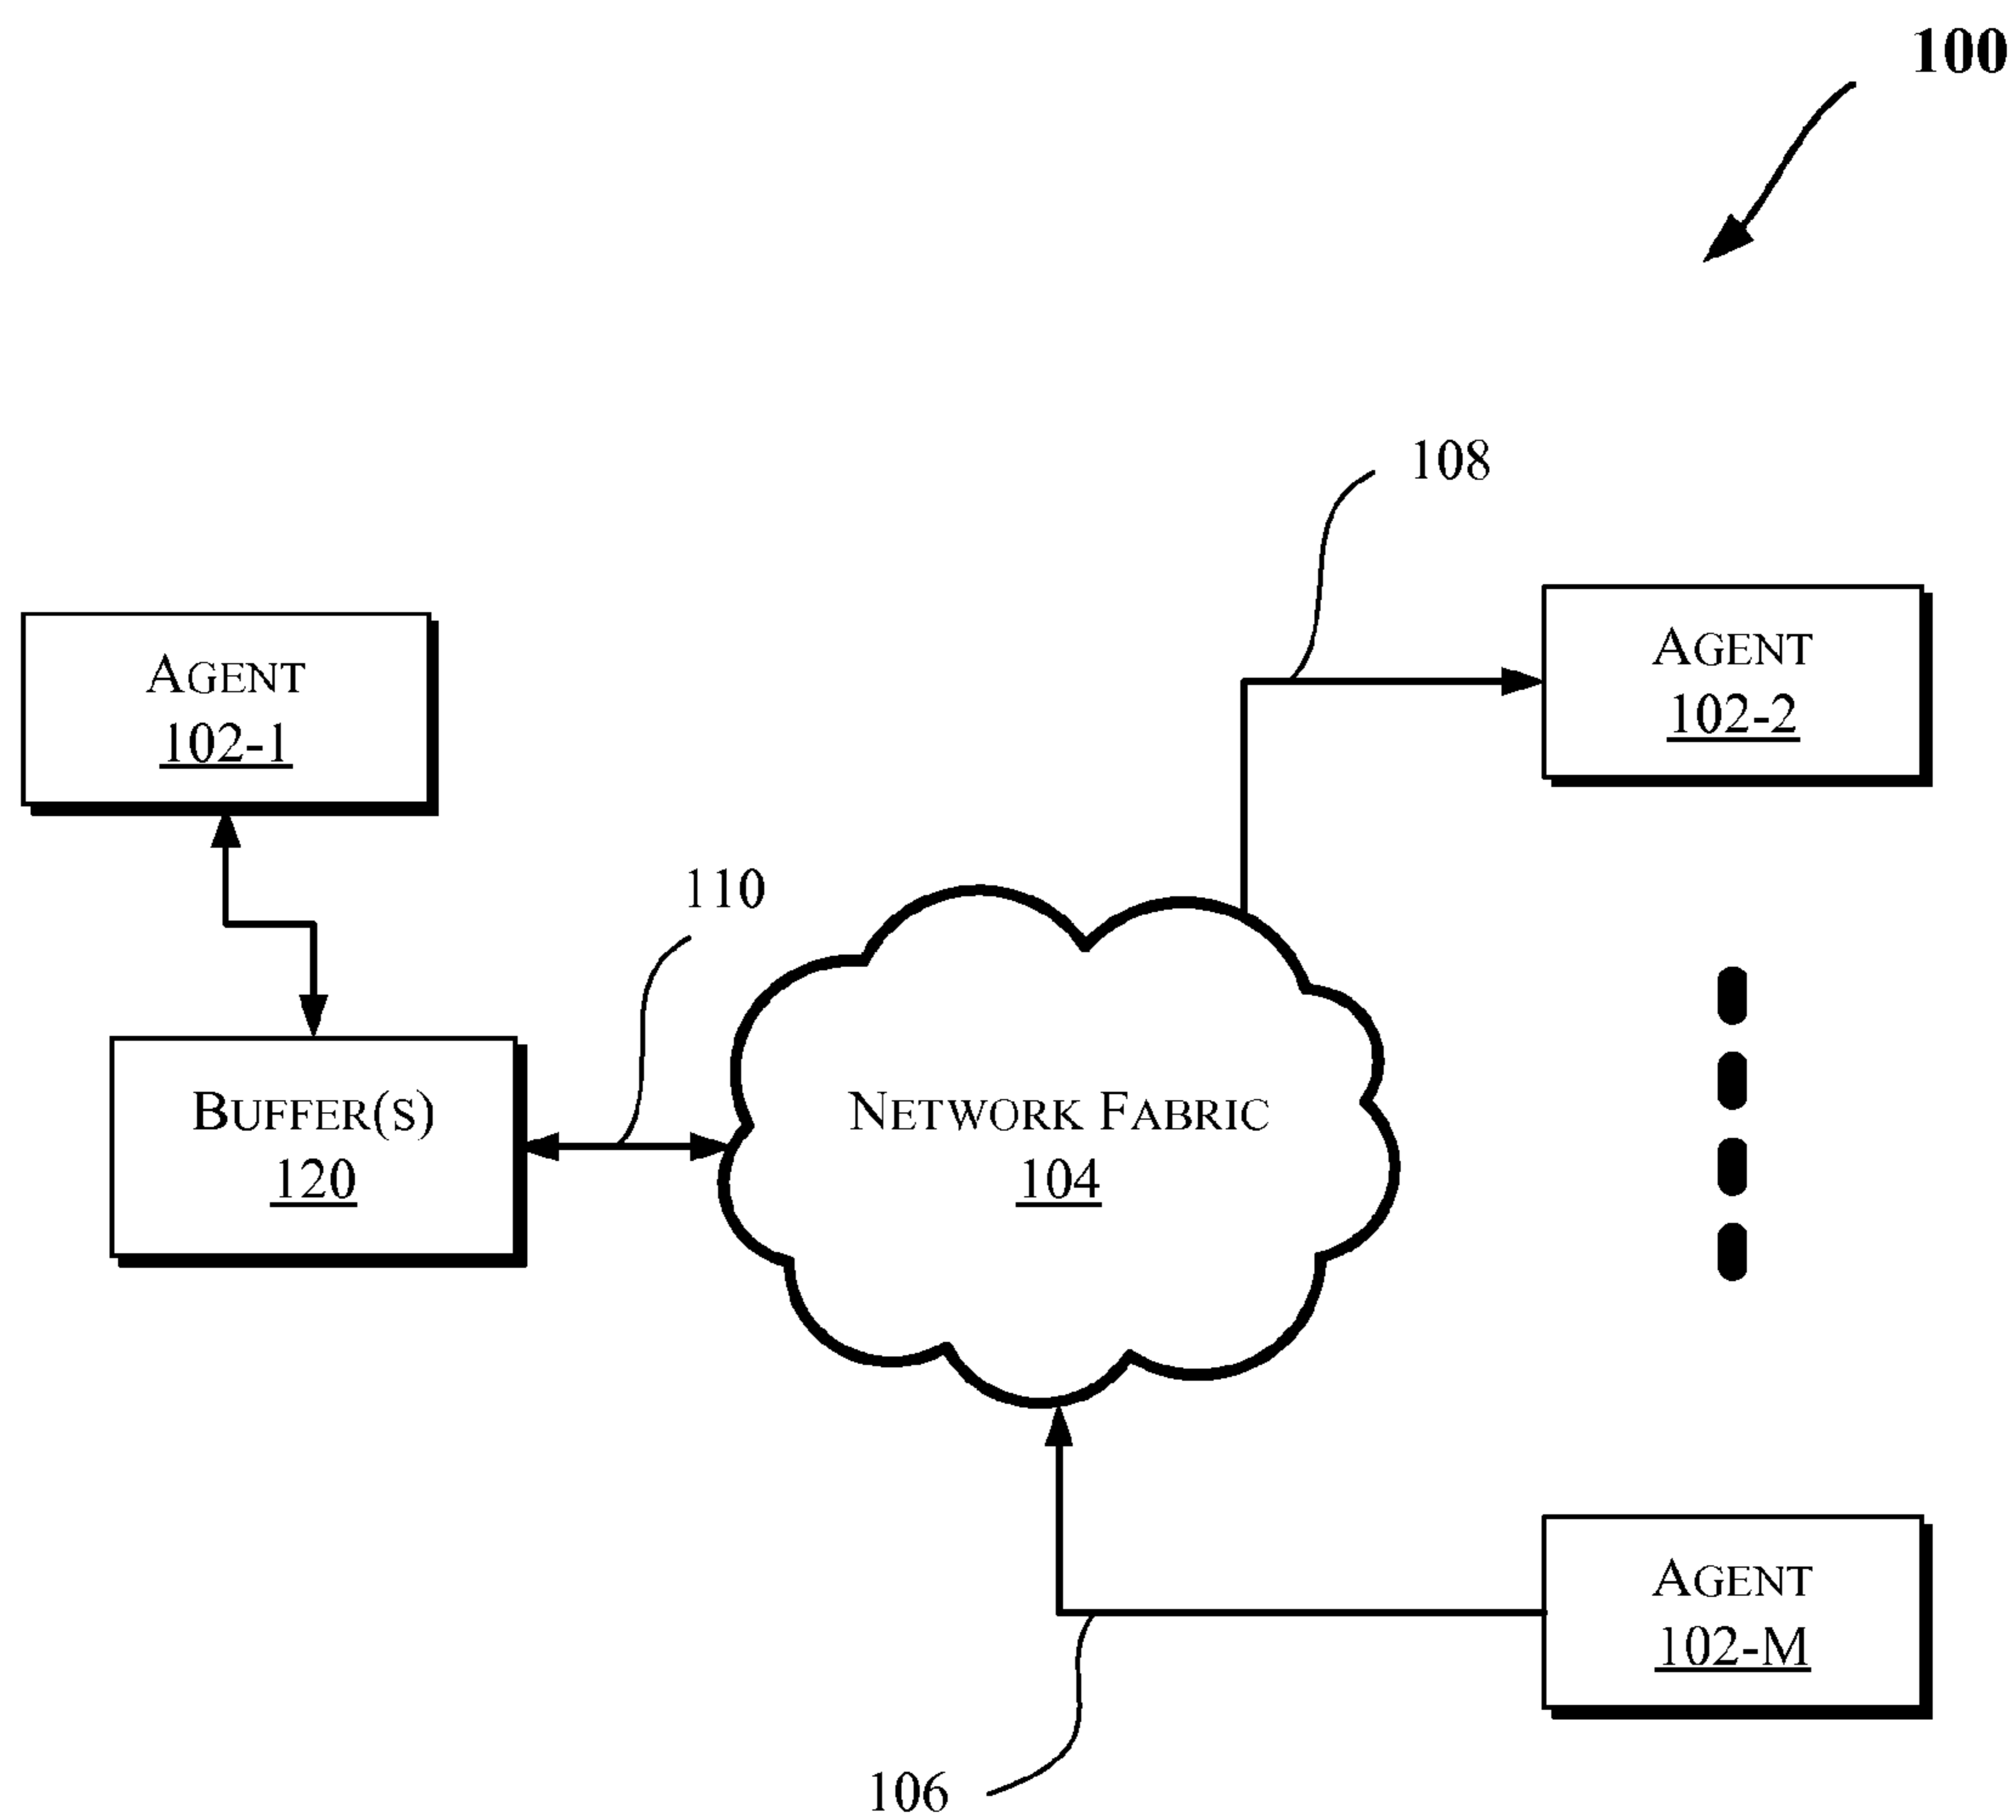 100
108
AGENT
102-1
AGENT
102-2
110
BUFFER(S)
120
NETWORK FABRIC
104
AGENT
102-M
106